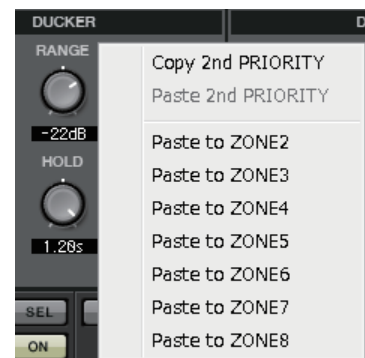 DUCKER
D
RANGE
-22dB
HOLD
1.20s
SEL
ON
Copy 2nd PRIORITY
Paste 2nd PRIORITY
Paste to ZONE2
Paste to ZONE3
Paste to ZONE4
Paste to ZONE5
Paste to ZONE6
Paste to ZONE7
Paste to ZONE8